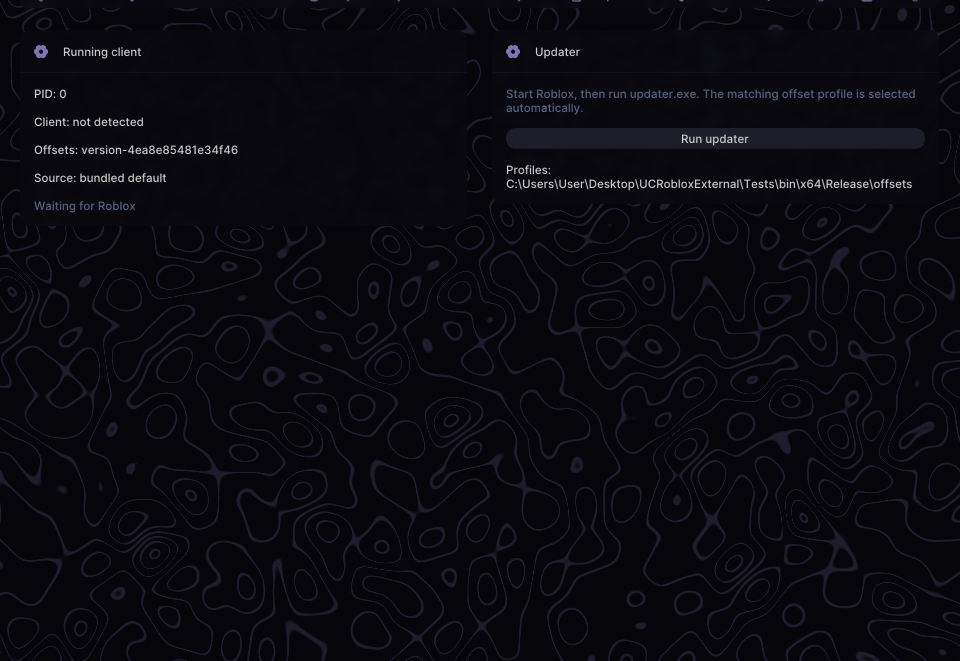 Running client
PID: 0
Client: not detected
Offsets: version-4ea8e85481e34f46
Source: bundled default
Waiting for Roblox
Updater
Start Roblox, then run updater.exe. The matching offset profile is selected
automatically.
Run updater
Profiles:
C:\Users\User\Desktop\UCRobloxExternal\Tests\bin\x64\Release\offsets